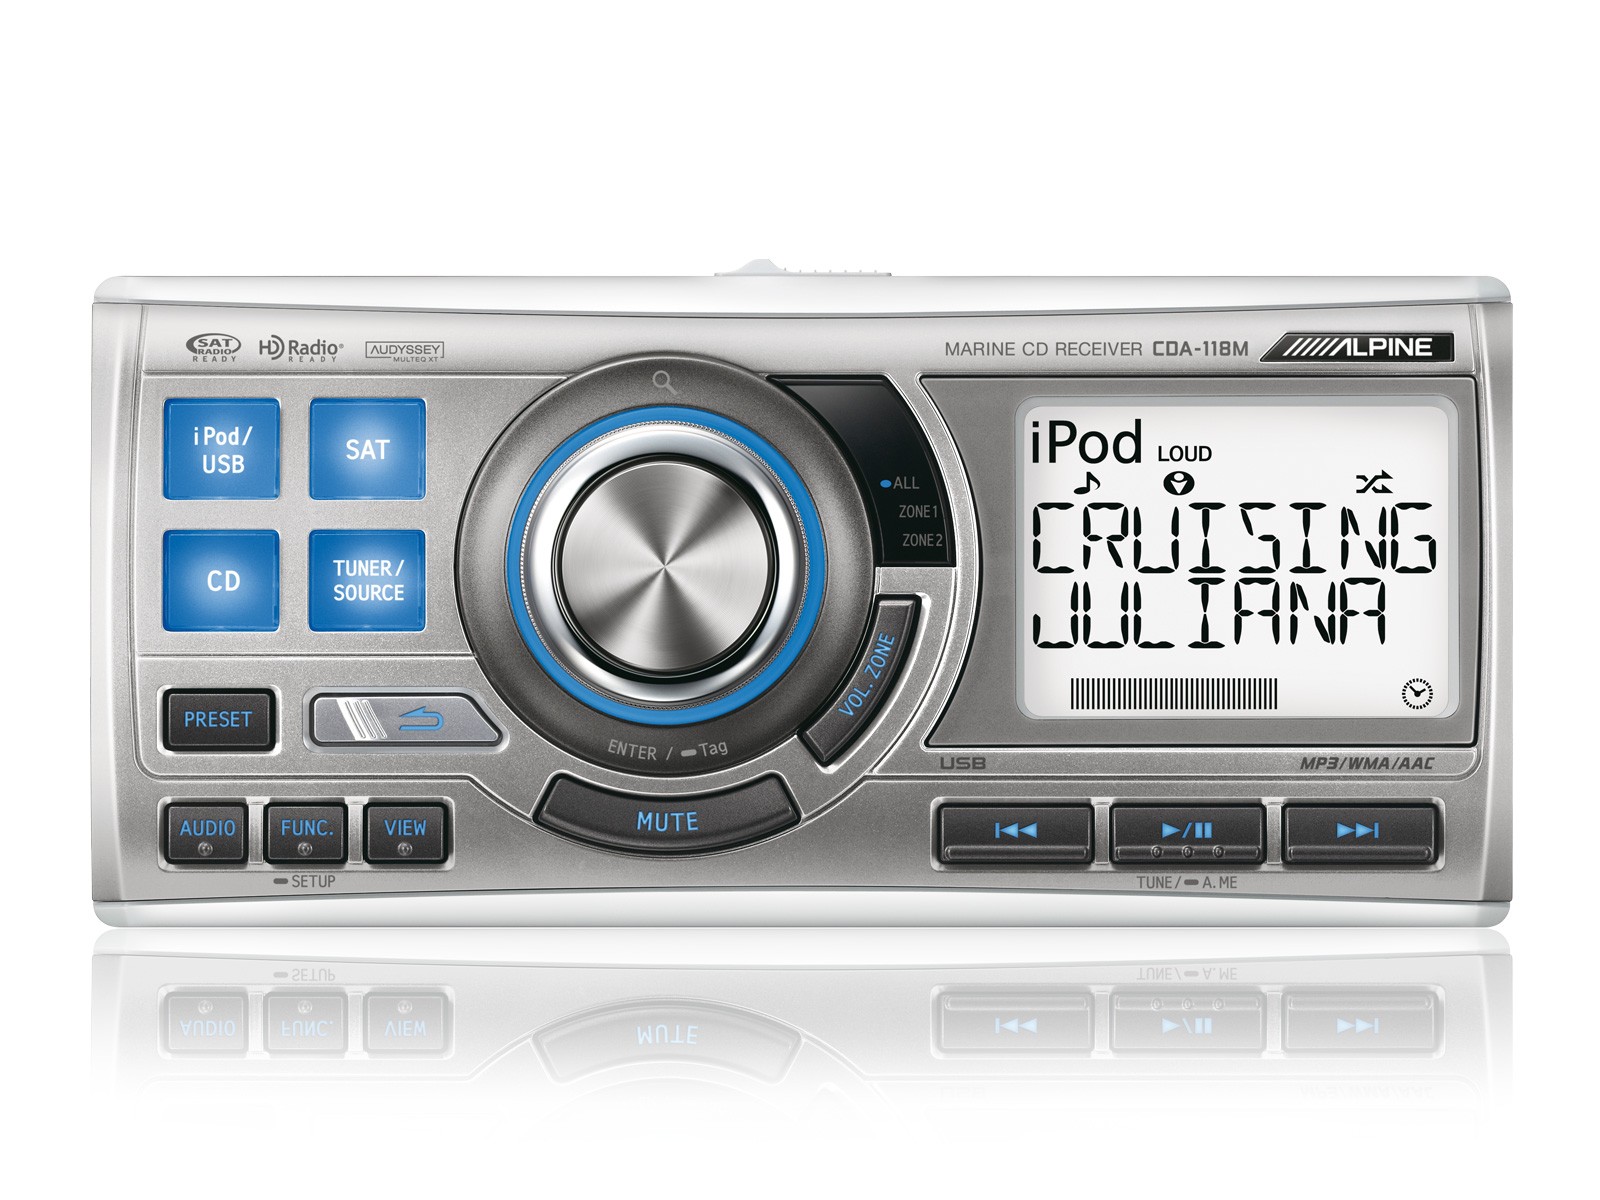 SAT
RADIO
READY
HD Radio®
READY
AUDYSSEY
MULTEQ XT
MARINE CD RECEIVER CDA-118M
ALPINE
iPod/
USB
SAT
CD
TUNER/
SOURCE
ALL
ZONE1
ZONE2
iPod LOUD
CRUISING
JULIANA
VOL. ZONE
PRESET
ENTER / Tag
MUTE
USB
MP3/WMA/AAC
AUDIO
FUNC.
VIEW
SETUP
TUNE/ A.ME